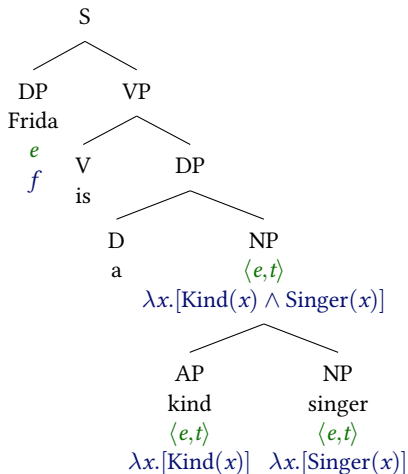 S
DP VP
Frida
e
f
V DP
is
D NP
a ⟨e,t⟩
λx.[Kind(x) ∧ Singer(x)]
AP NP
kind singer
⟨e,t⟩ ⟨e,t⟩
λx.[Kind(x)] λx.[Singer(x)]